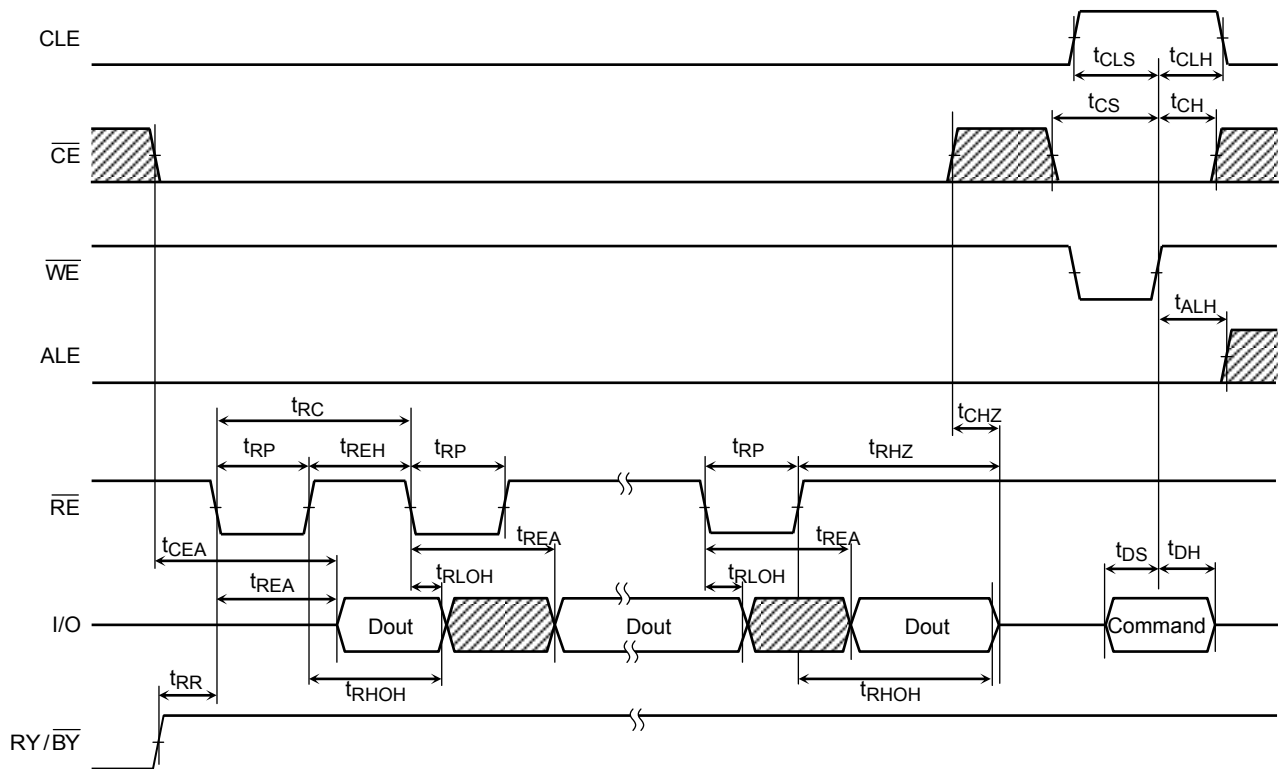 CLE
tCLS tCLH
tCS tCH
CE
WE
tALH
ALE
tRC
tCHZ
tRP tREH tRP tRP tRHZ
RE
tCEA tREA tREA tDS tDH
tREA tRLOH tRLOH
I/O Dout Dout Dout Command
tRR tRHOH tRHOH
RY/BY